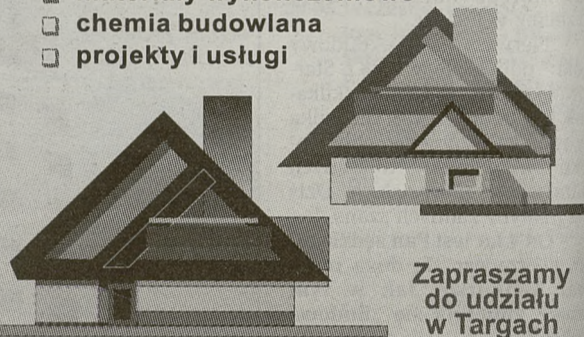 chemia budowlana
projekty i usługi
Zapraszamy
do udziału
w Targach